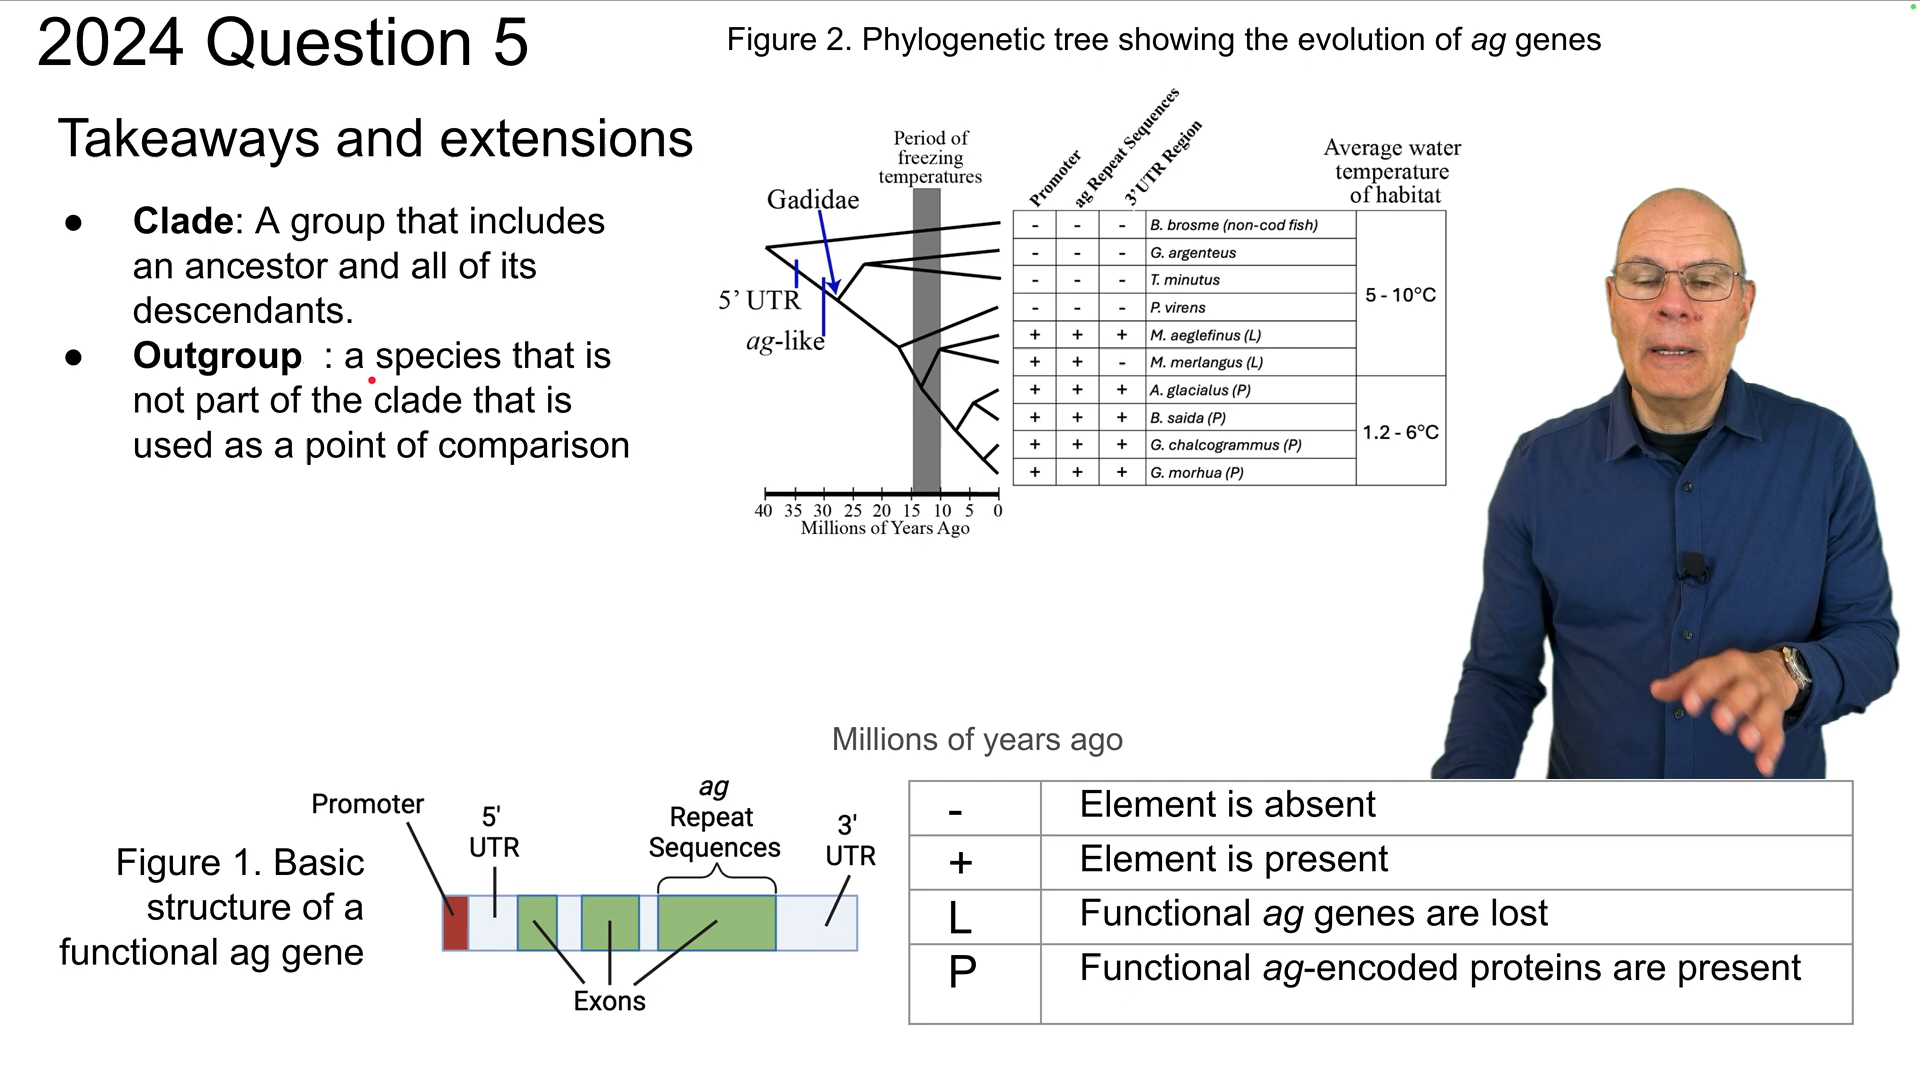 2024 Question 5
Takeaways and extensions
● Clade: A group that includes
an ancestor and all of its
descendants.
● Outgroup : a species that is
not part of the clade that is
used as a point of comparison
Figure 2. Phylogenetic tree showing the evolution of ag genes
Period of
freezing
temperatures
Gadidae
5’ UTR
ag-like
Promoter
ag Repeat Sequences
3’ UTR Region
Average water
temperature
of habitat
- - - B. brosme (non-cod fish)
- - - G. argenteus
- - - T. minutus
- - - P. virens
+ + + M. aeglefinus (L)
+ + - M. merlangus (L)
5 - 10°C
+ + + A. glacialus (P)
+ + + B. saida (P)
+ + + G. chalcogrammus (P)
+ + + G. morhua (P)
1.2 - 6°C
40 35 30 25 20 15 10 5 0
Millions of Years Ago
Millions of years ago
Figure 1. Basic
structure of a
functional ag gene
Promoter
5'
UTR
ag
Repeat
Sequences
3'
UTR
Exons
- Element is absent
+ Element is present
L Functional ag genes are lost
P Functional ag-encoded proteins are present